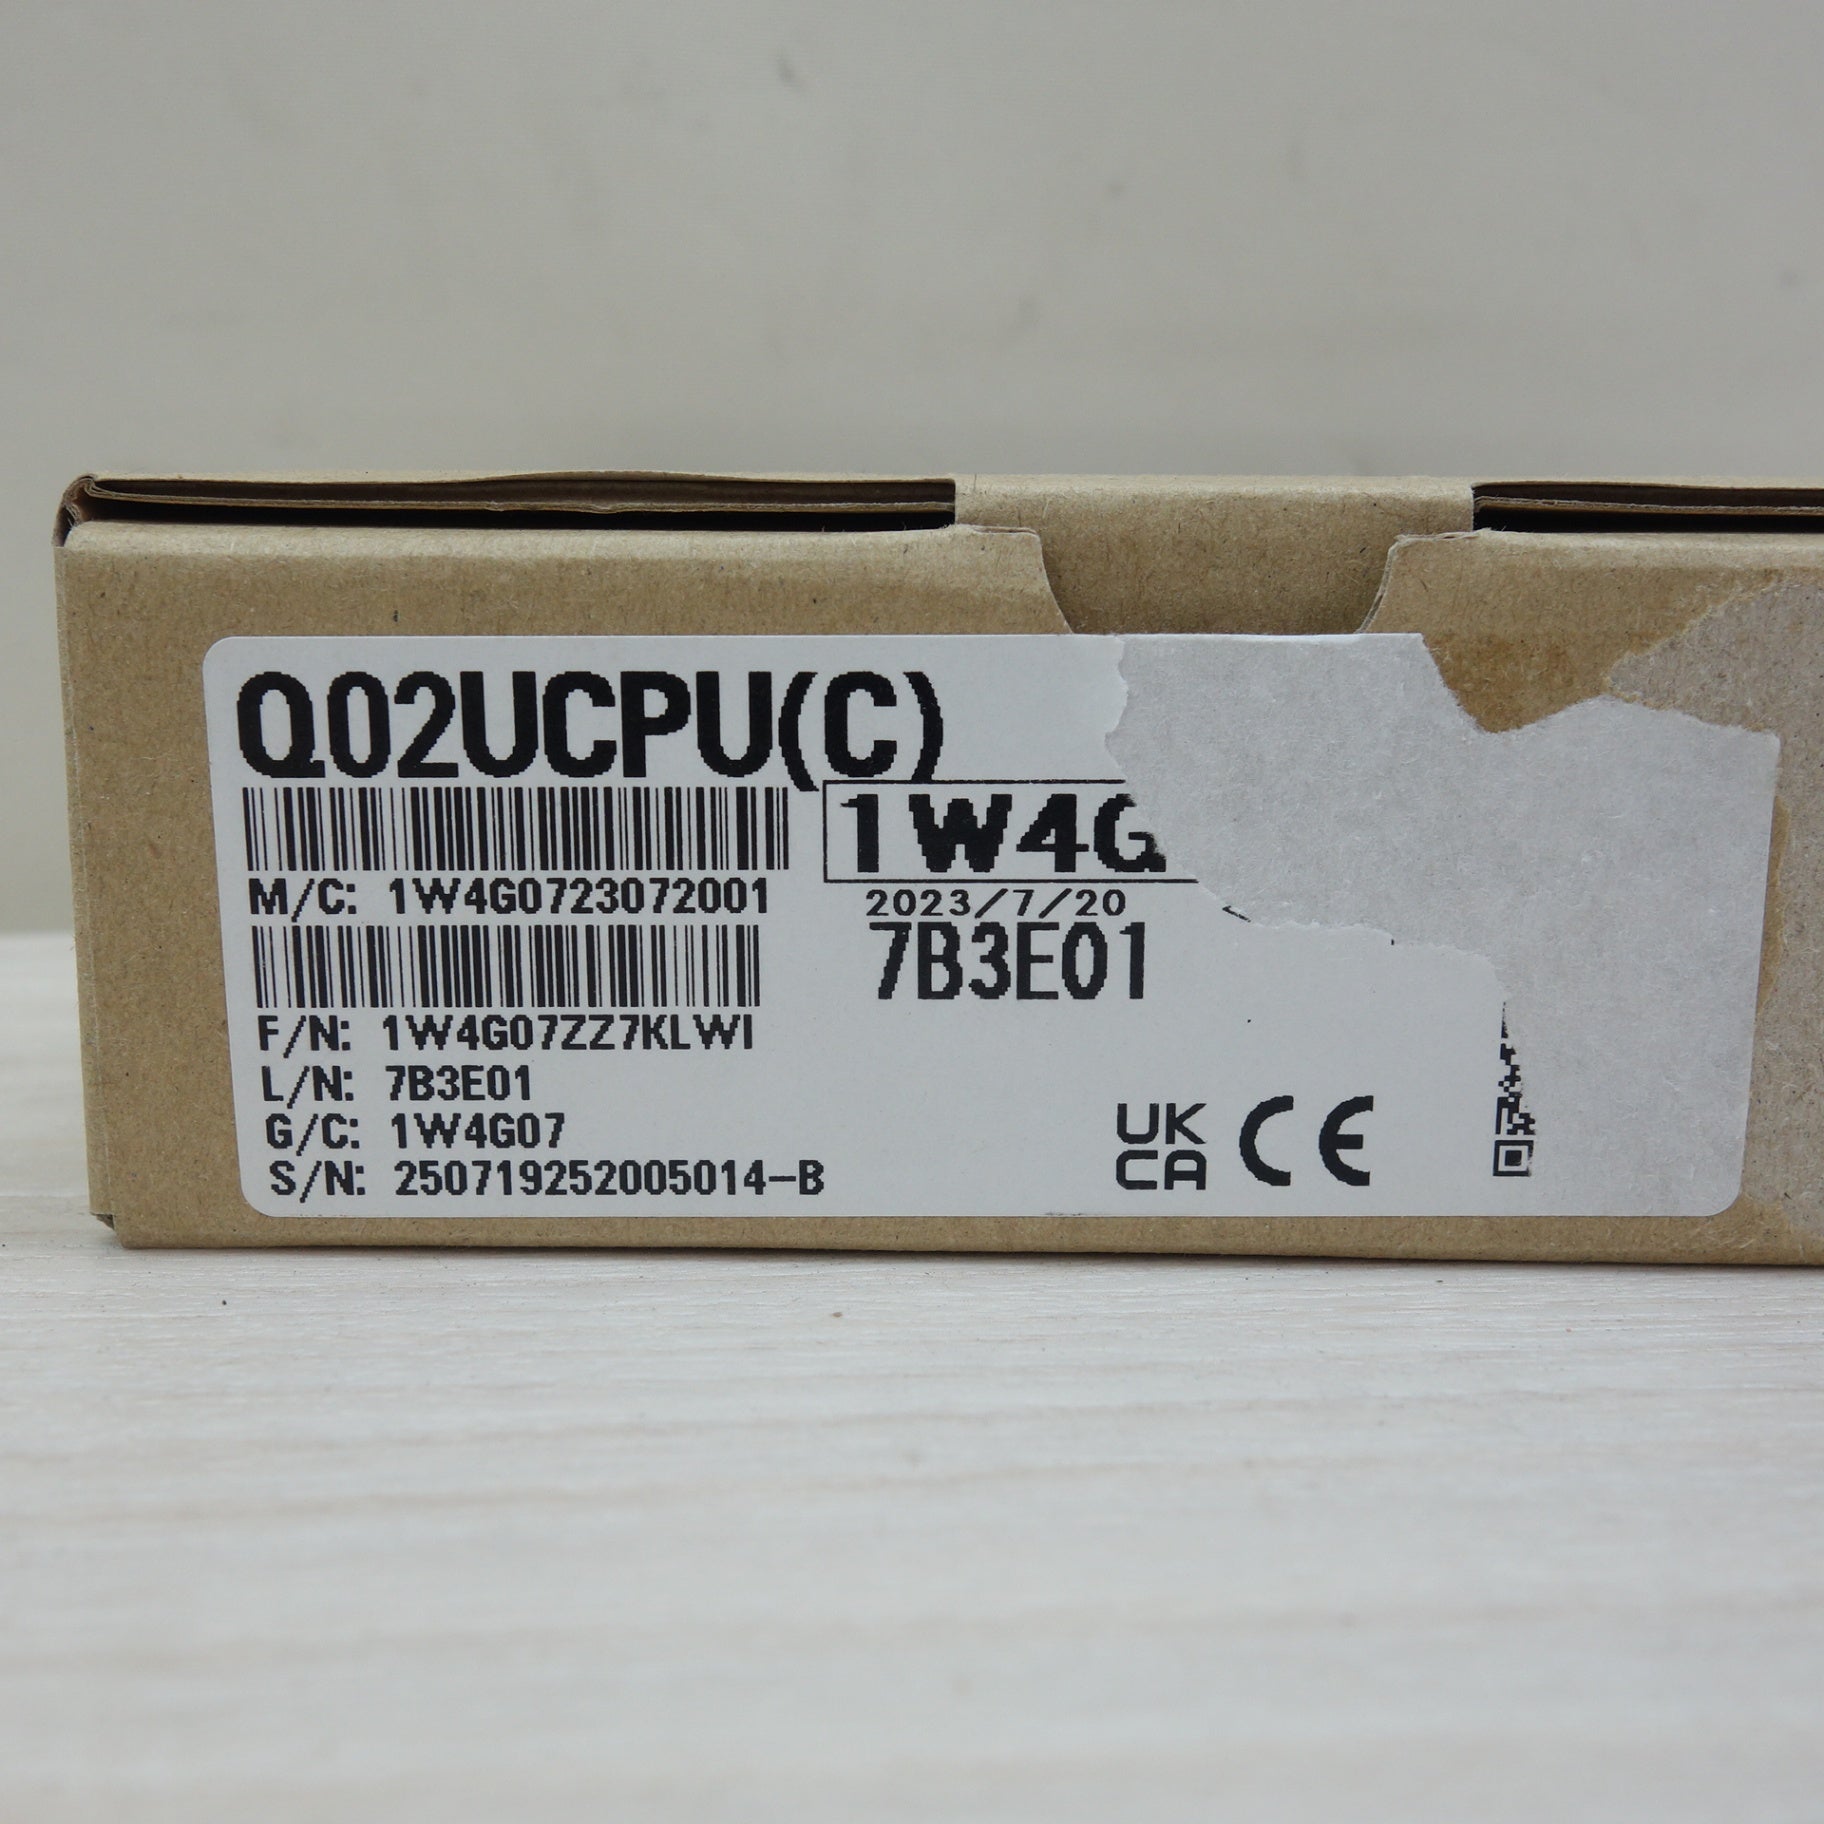 Q02UCPU(C)
1W4G
M/C: 1W4G0723072001
2023/7/20
7B3E01
F/N: 1W4G07ZZ7KLWI
L/N: 7B3E01
G/C: 1W4G07
S/N: 250719252005014-B
UK
CA
CE